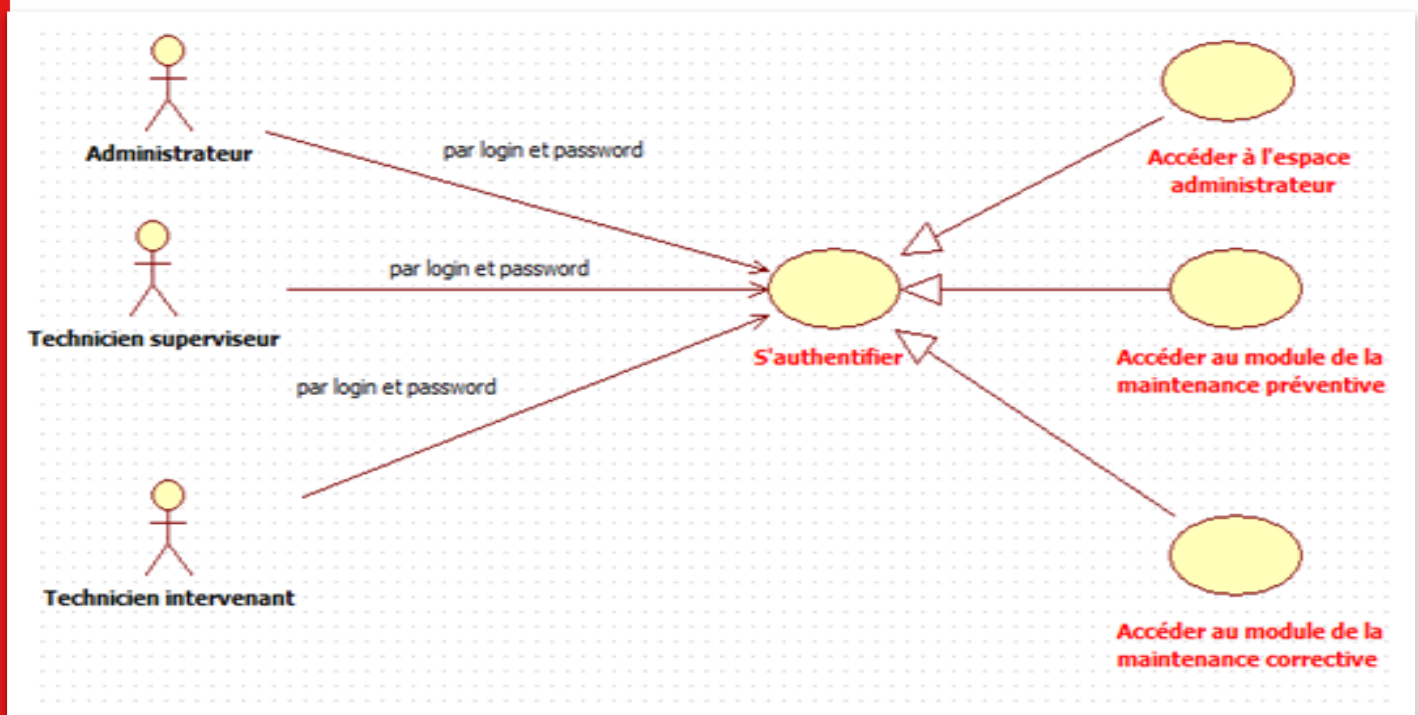 Administrateur
par login et password
Accéder à l'espace
administrateur
Technicien superviseur
par login et password
S'authentifier
Accéder au module de la
maintenance préventive
par login et password
Technicien intervenant
Accéder au module de la
maintenance corrective